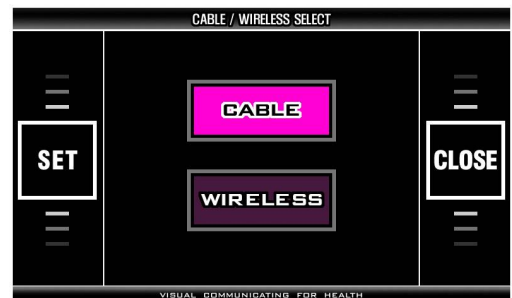 CABLE / WIRELESS SELECT
CABLE
SET
CLOSE
WIRELESS
VISUAL COMMUNICATING FOR HEALTH